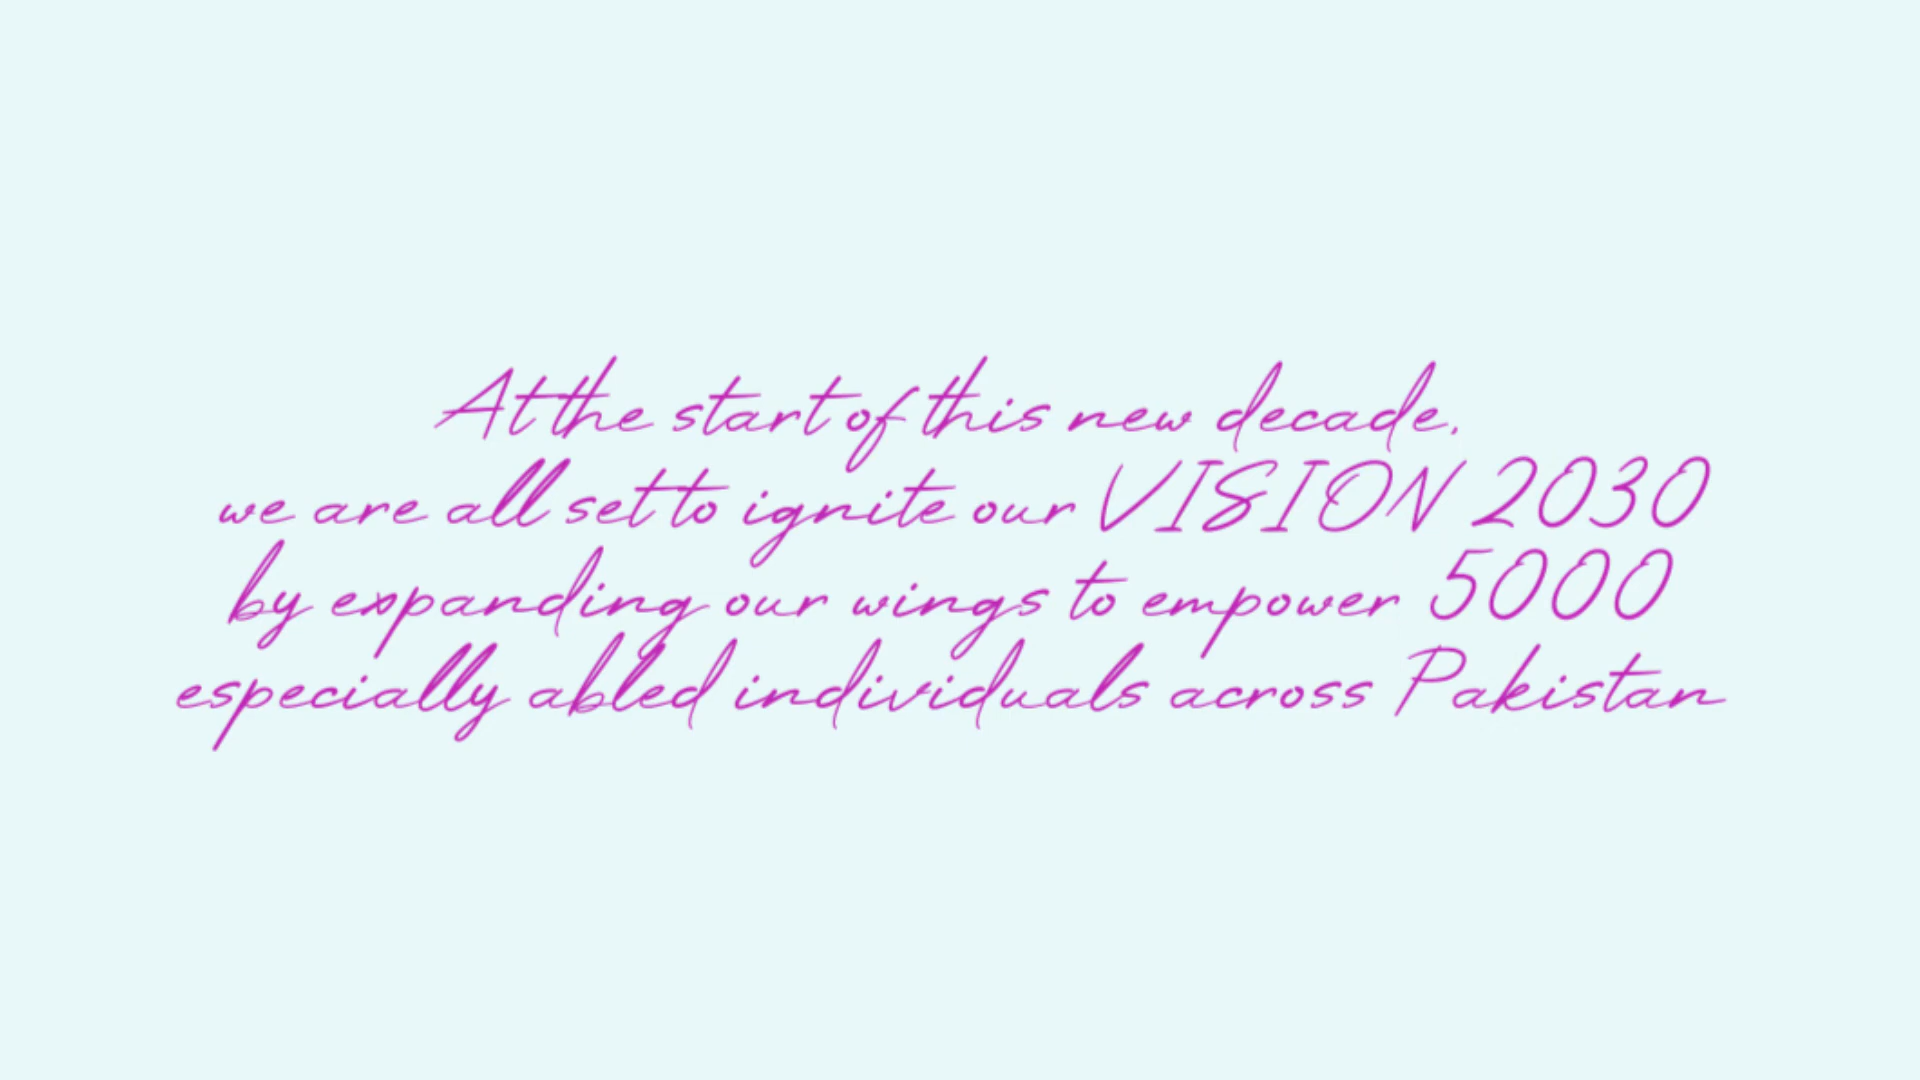 At the start of this new decade,
we are all set to ignite our VISION 2030
by expanding our wings to empower 5000
especially abled individuals across Pakistan